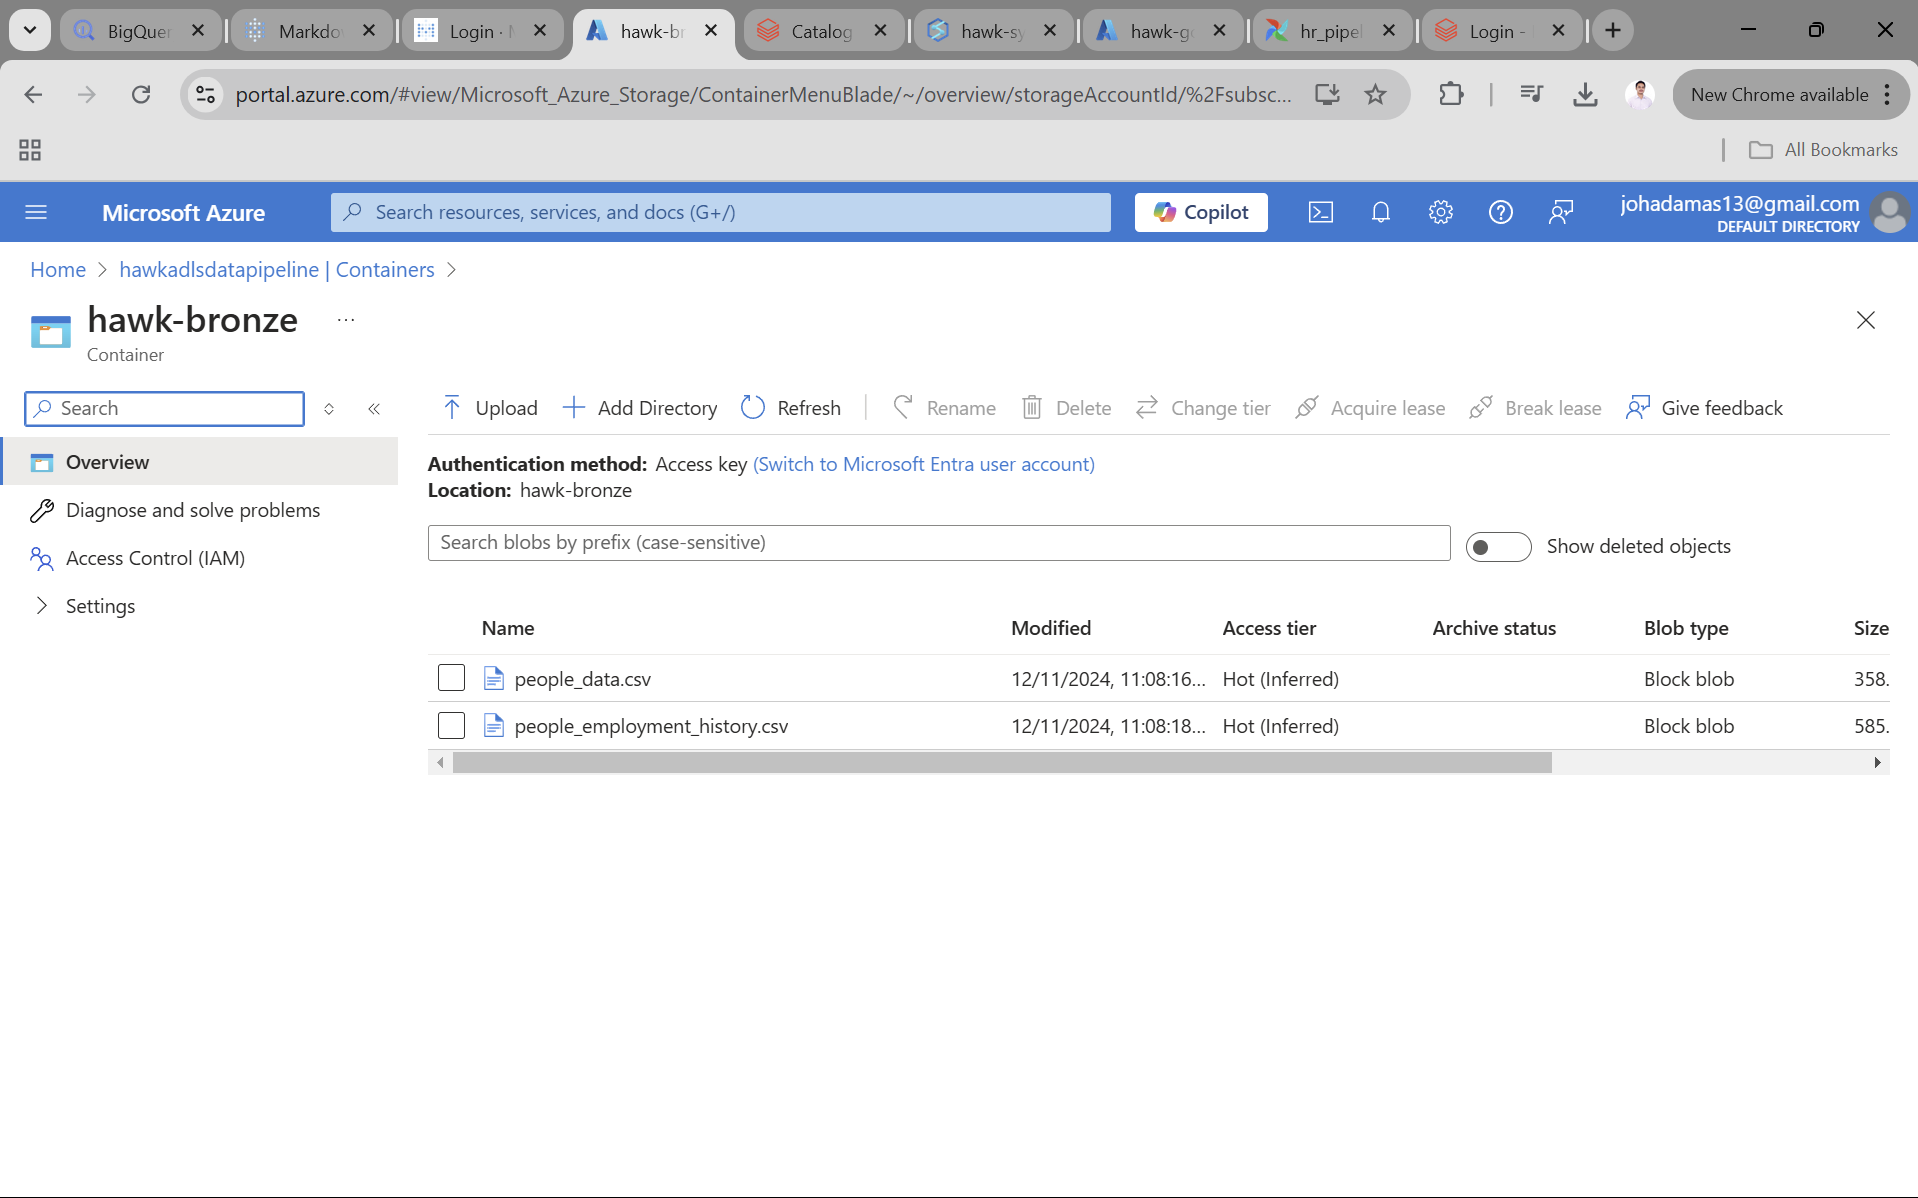 BigQuer
Markdo
Login · M
hawk-br
Catalog
hawk-sy
hawk-go
hr_pipel
Login -
portal.azure.com/#view/Microsoft_Azure_Storage/ContainerMenuBlade/~/overview/storageAccountId/%2Fsubsc...
New Chrome available
All Bookmarks
Microsoft Azure
Search resources, services, and docs (G+/)
Copilot
johadamas13@gmail.com
DEFAULT DIRECTORY
Home > hawkadlsdatapipeline | Containers >
hawk-bronze ...
Container
Search
Upload Add Directory Refresh Rename Delete Change tier Acquire lease Break lease Give feedback
Overview
Diagnose and solve problems
Access Control (IAM)
Settings
Authentication method: Access key (Switch to Microsoft Entra user account)
Location: hawk-bronze
Search blobs by prefix (case-sensitive)
Show deleted objects
Name Modified Access tier Archive status Blob type Size
people_data.csv 12/11/2024, 11:08:16... Hot (Inferred) Block blob 358.
people_employment_history.csv 12/11/2024, 11:08:18... Hot (Inferred) Block blob 585.